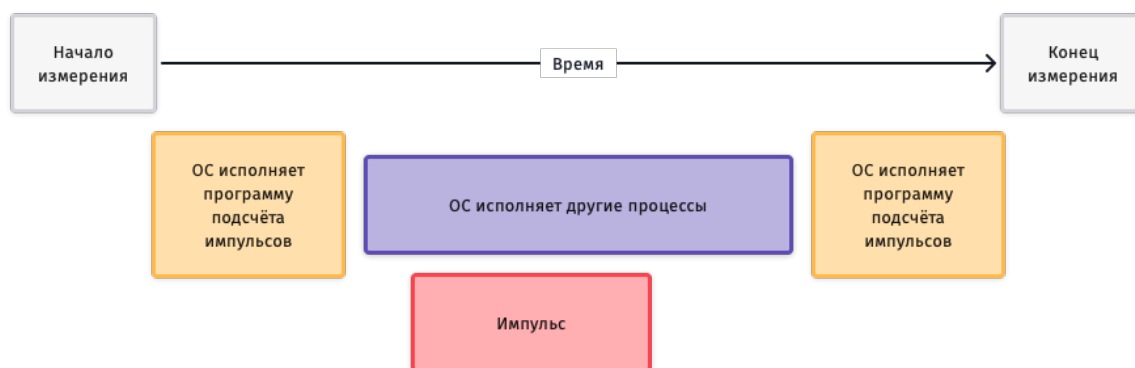 Начало
измерения
Время
Конец
измерения
ОС исполняет
программу
подсчёта
импульсов
ОС исполняет другие процессы
ОС исполняет
программу
подсчёта
импульсов
Импульс